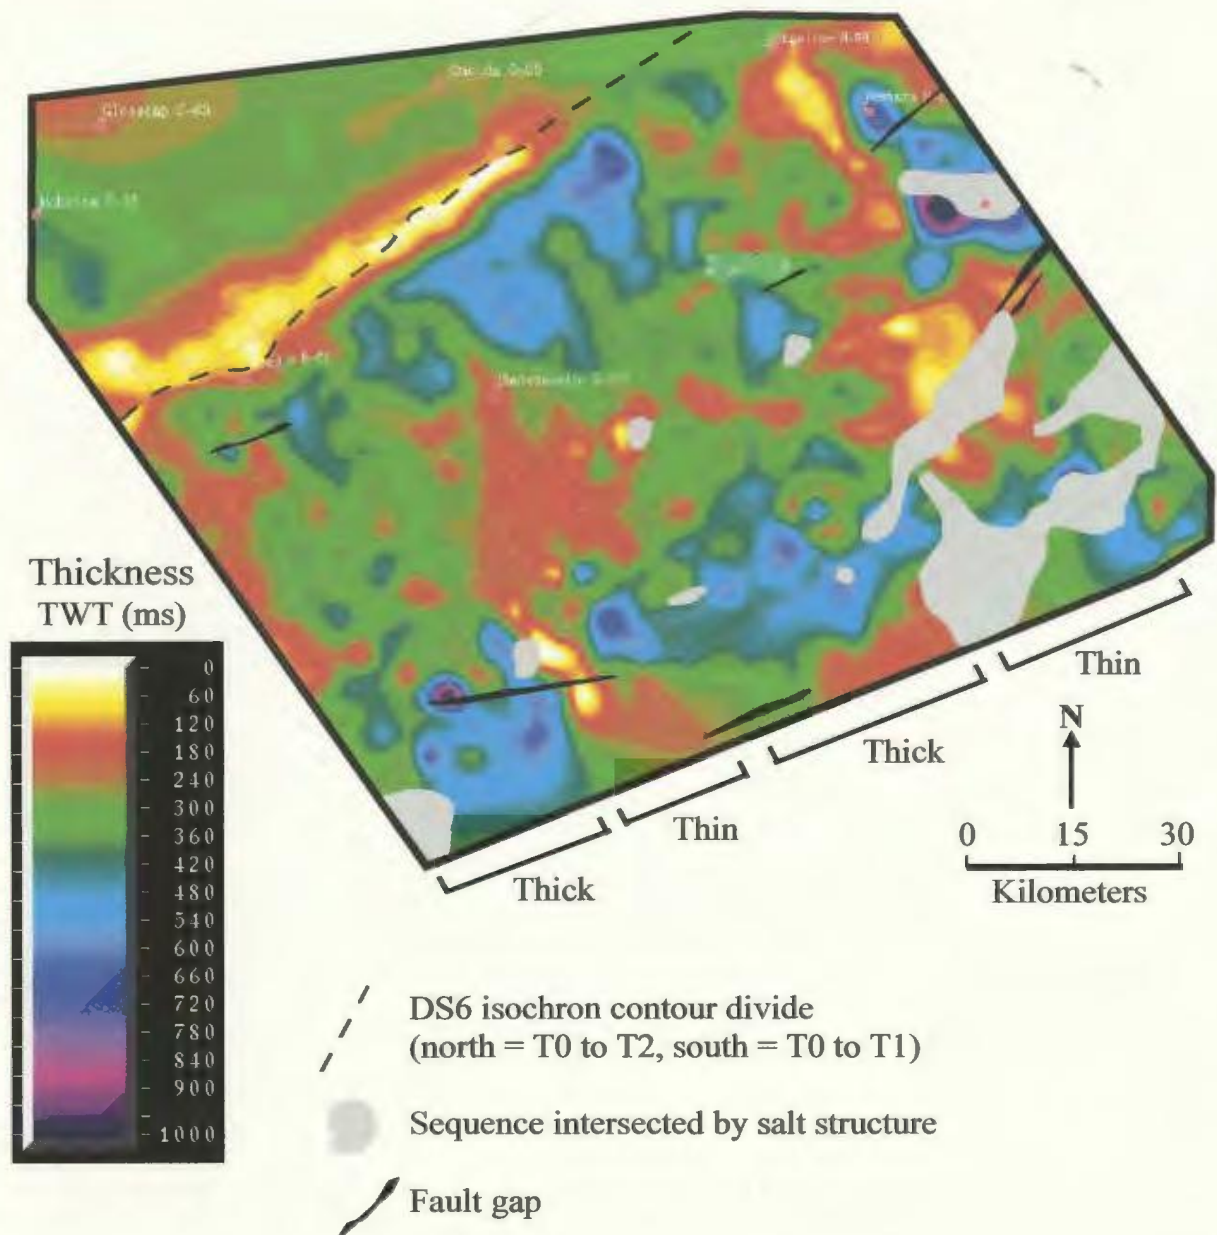 Glooscap C-63
Thickness
TWT (ms)
0
60
120
180
240
300
360
420
480
540
600
660
720
780
840
900
1000
Thin
Thick
Thin
Thick
N
0 15 30
Kilometers
DS6 isochron contour divide
(north = T0 to T2, south = T0 to T1)
Sequence intersected by salt structure
Fault gap